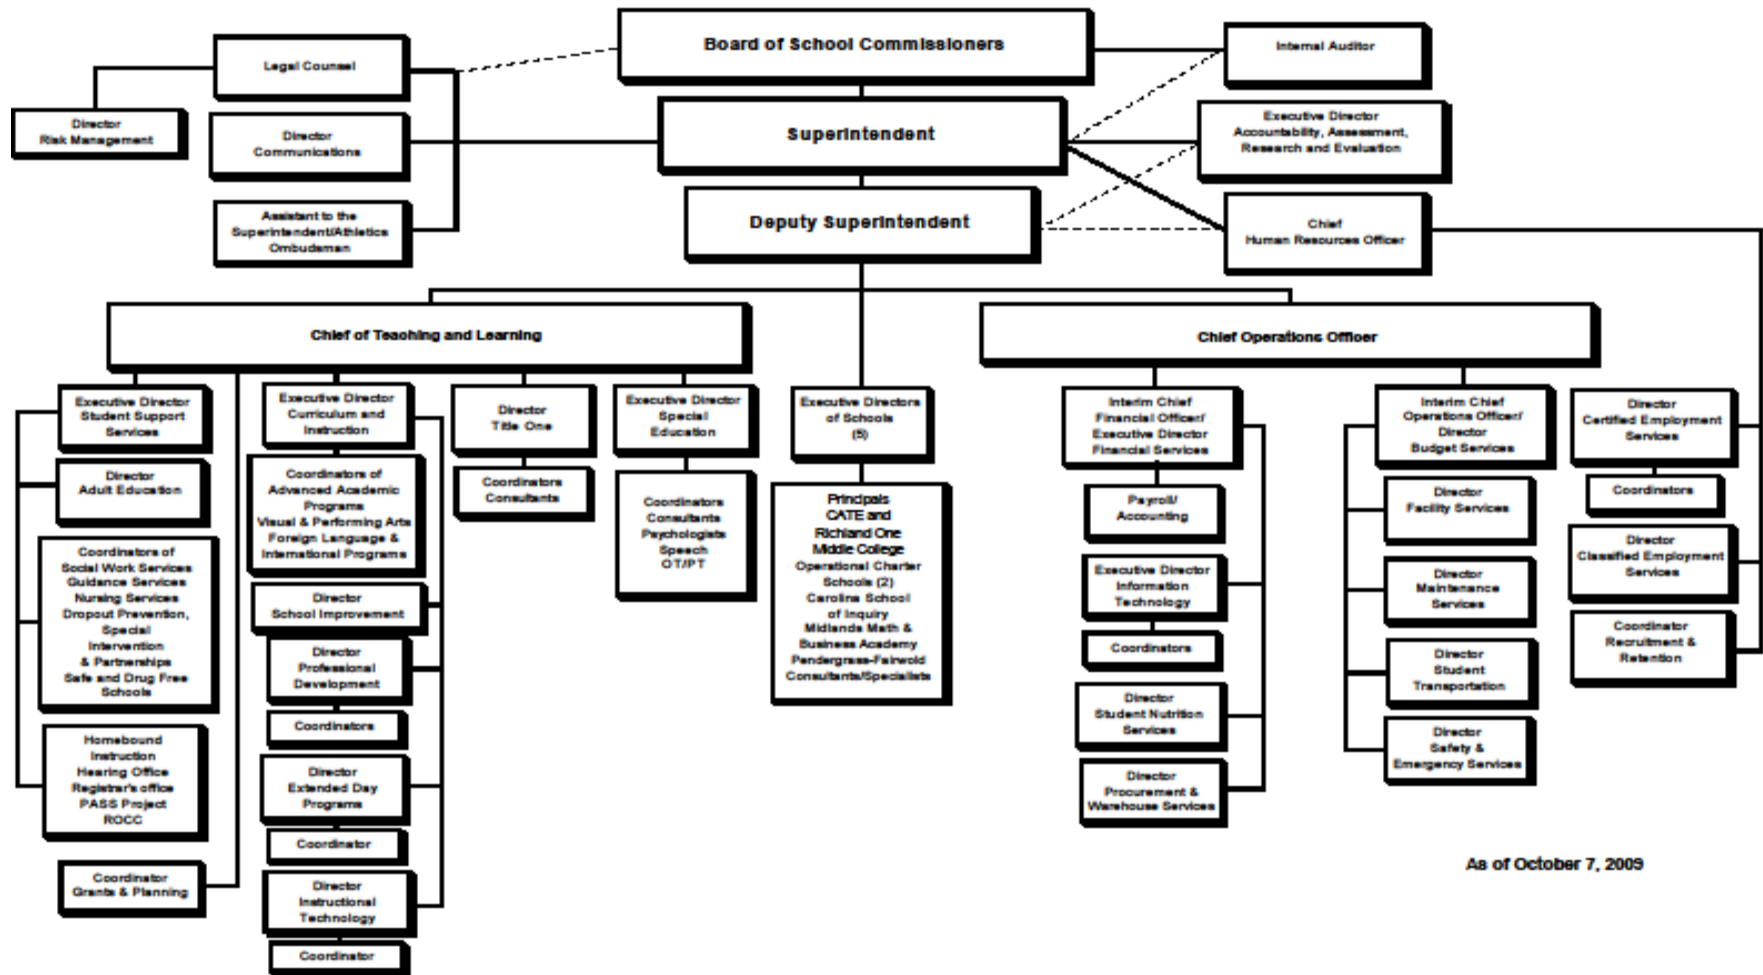 Board of School Commissioners
Legal Counsel
Internal Auditor
Director
Risk Management
Director
Communications
Superintendent
Executive Director
Accountability, Assessment,
Research and Evaluation
Assistant to the
Superintendent/Athletics
Ombudsman
Deputy Superintendent
Chief
Human Resources Officer
Chief of Teaching and Learning
Chief Operations Officer
Executive Director
Student Support
Services
Director
Adult Education
Coordinators of
Social Work Services
Guidance Services
Nursing Services
Dropout Prevention,
Special
Intervention
& Partnerships
Safe and Drug Free
Schools
Homebound
Instruction
Hearing Office
Registrar's office
PASS Project
ROCC
Coordinator
Grants & Planning
Executive Director
Curriculum and
Instruction
Coordinators of
Advanced Academic
Programs
Visual & Performing Arts
Foreign Language &
International Programs
Director
School Improvement
Director
Professional
Development
Coordinators
Director
Extended Day
Programs
Coordinator
Director
Instructional
Technology
Coordinator
Director
Title One
Coordinators
Consultants
Executive Director
Special
Education
Coordinators
Consultants
Psychologists
Speech
OT/PT
Executive Directors
of Schools
(5)
Principals
CATE and
Richland One
Middle College
Operational Charter
Schools (2)
Carolina School
of Inquiry
Midlands Math &
Business Academy
Pendergrass-Fairwold
Consultants/Specialists
Interim Chief
Financial Officer/
Executive Director
Financial Services
Payroll/
Accounting
Executive Director
Information
Technology
Coordinators
Director
Student Nutrition
Services
Director
Procurement &
Warehouse Services
Interim Chief
Operations Officer/
Director
Budget Services
Director
Facility Services
Director
Maintenance
Services
Director
Student
Transportation
Director
Safety &
Emergency Services
Director
Certified Employment
Services
Coordinators
Director
Classified Employment
Services
Coordinator
Recruitment &
Retention
As of October 7, 2009